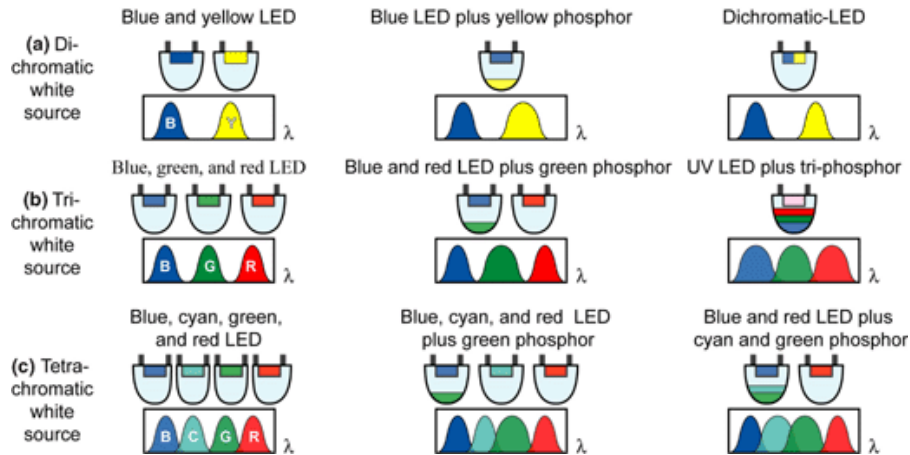 Blue and yellow LED
Blue LED plus yellow phosphor
Dichromatic-LED
(a) Di-
chromatic
white
source
B
Y
λ
λ
λ
Blue, green, and red LED
Blue and red LED plus green phosphor
UV LED plus tri-phosphor
(b) Tri-
chromatic
white
source
B G R
λ
λ
λ
Blue, cyan, green,
and red LED
Blue, cyan, and red LED
plus green phosphor
Blue and red LED plus
cyan and green phosphor
(c) Tetra-
chromatic
white
source
B C G R
λ
λ
λ